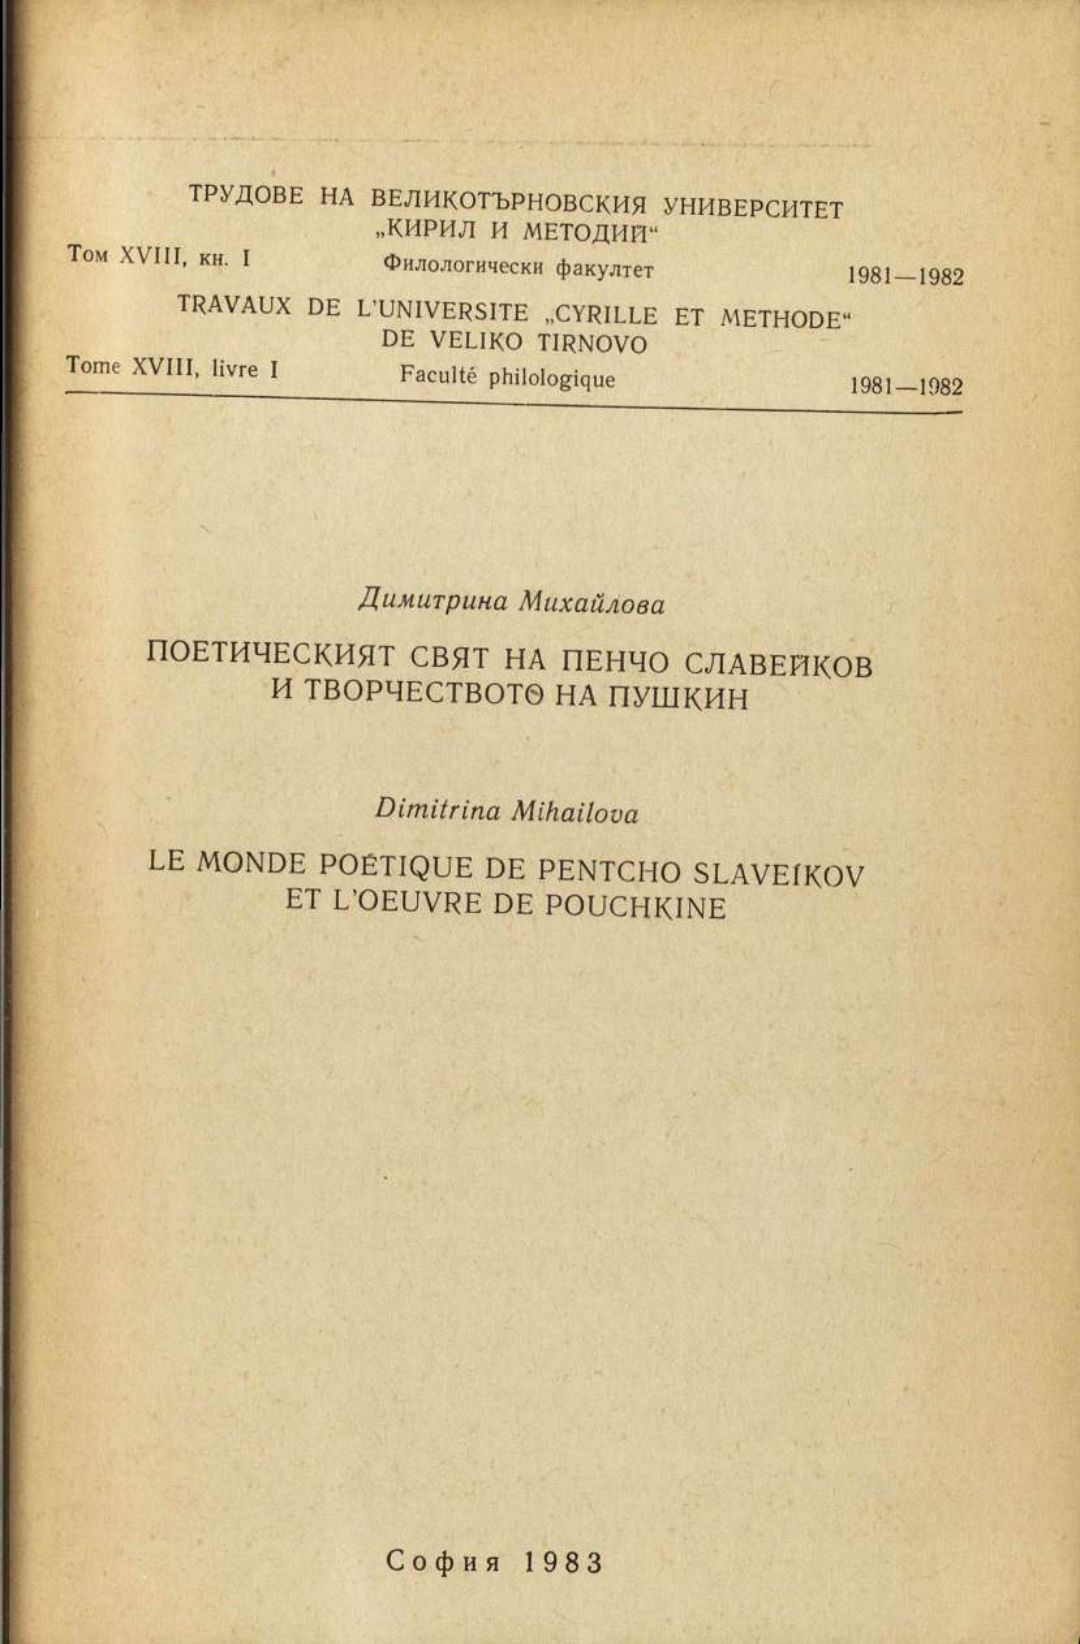 ТРУДОВЕ НА ВЕЛИКОТЪРНОВСКИЯ УНИВЕРСИТЕТ
„КИРИЛ И МЕТОДИЙ“
Том XVIII, кн. I Филологически факултет 1981—1982
TRAVAUX DE L'UNIVERSITE „CYRILLE ET METHODE“
DE VELIKO TIRNOVO
Tome XVIII, livre I Faculté philologique 1981—1982
Димитрина Михайлова
ПОЕТИЧЕСКИЯТ СВЯТ НА ПЕНЧО СЛАВЕЙКОВ
И ТВОРЧЕСТВОТО НА ПУШКИН
Dimitrina Mihailova
LE MONDE POÉTIQUE DE PENTCHO SLAVEÍKOV
ET L'OEUVRE DE POUCHKINE
София 1983